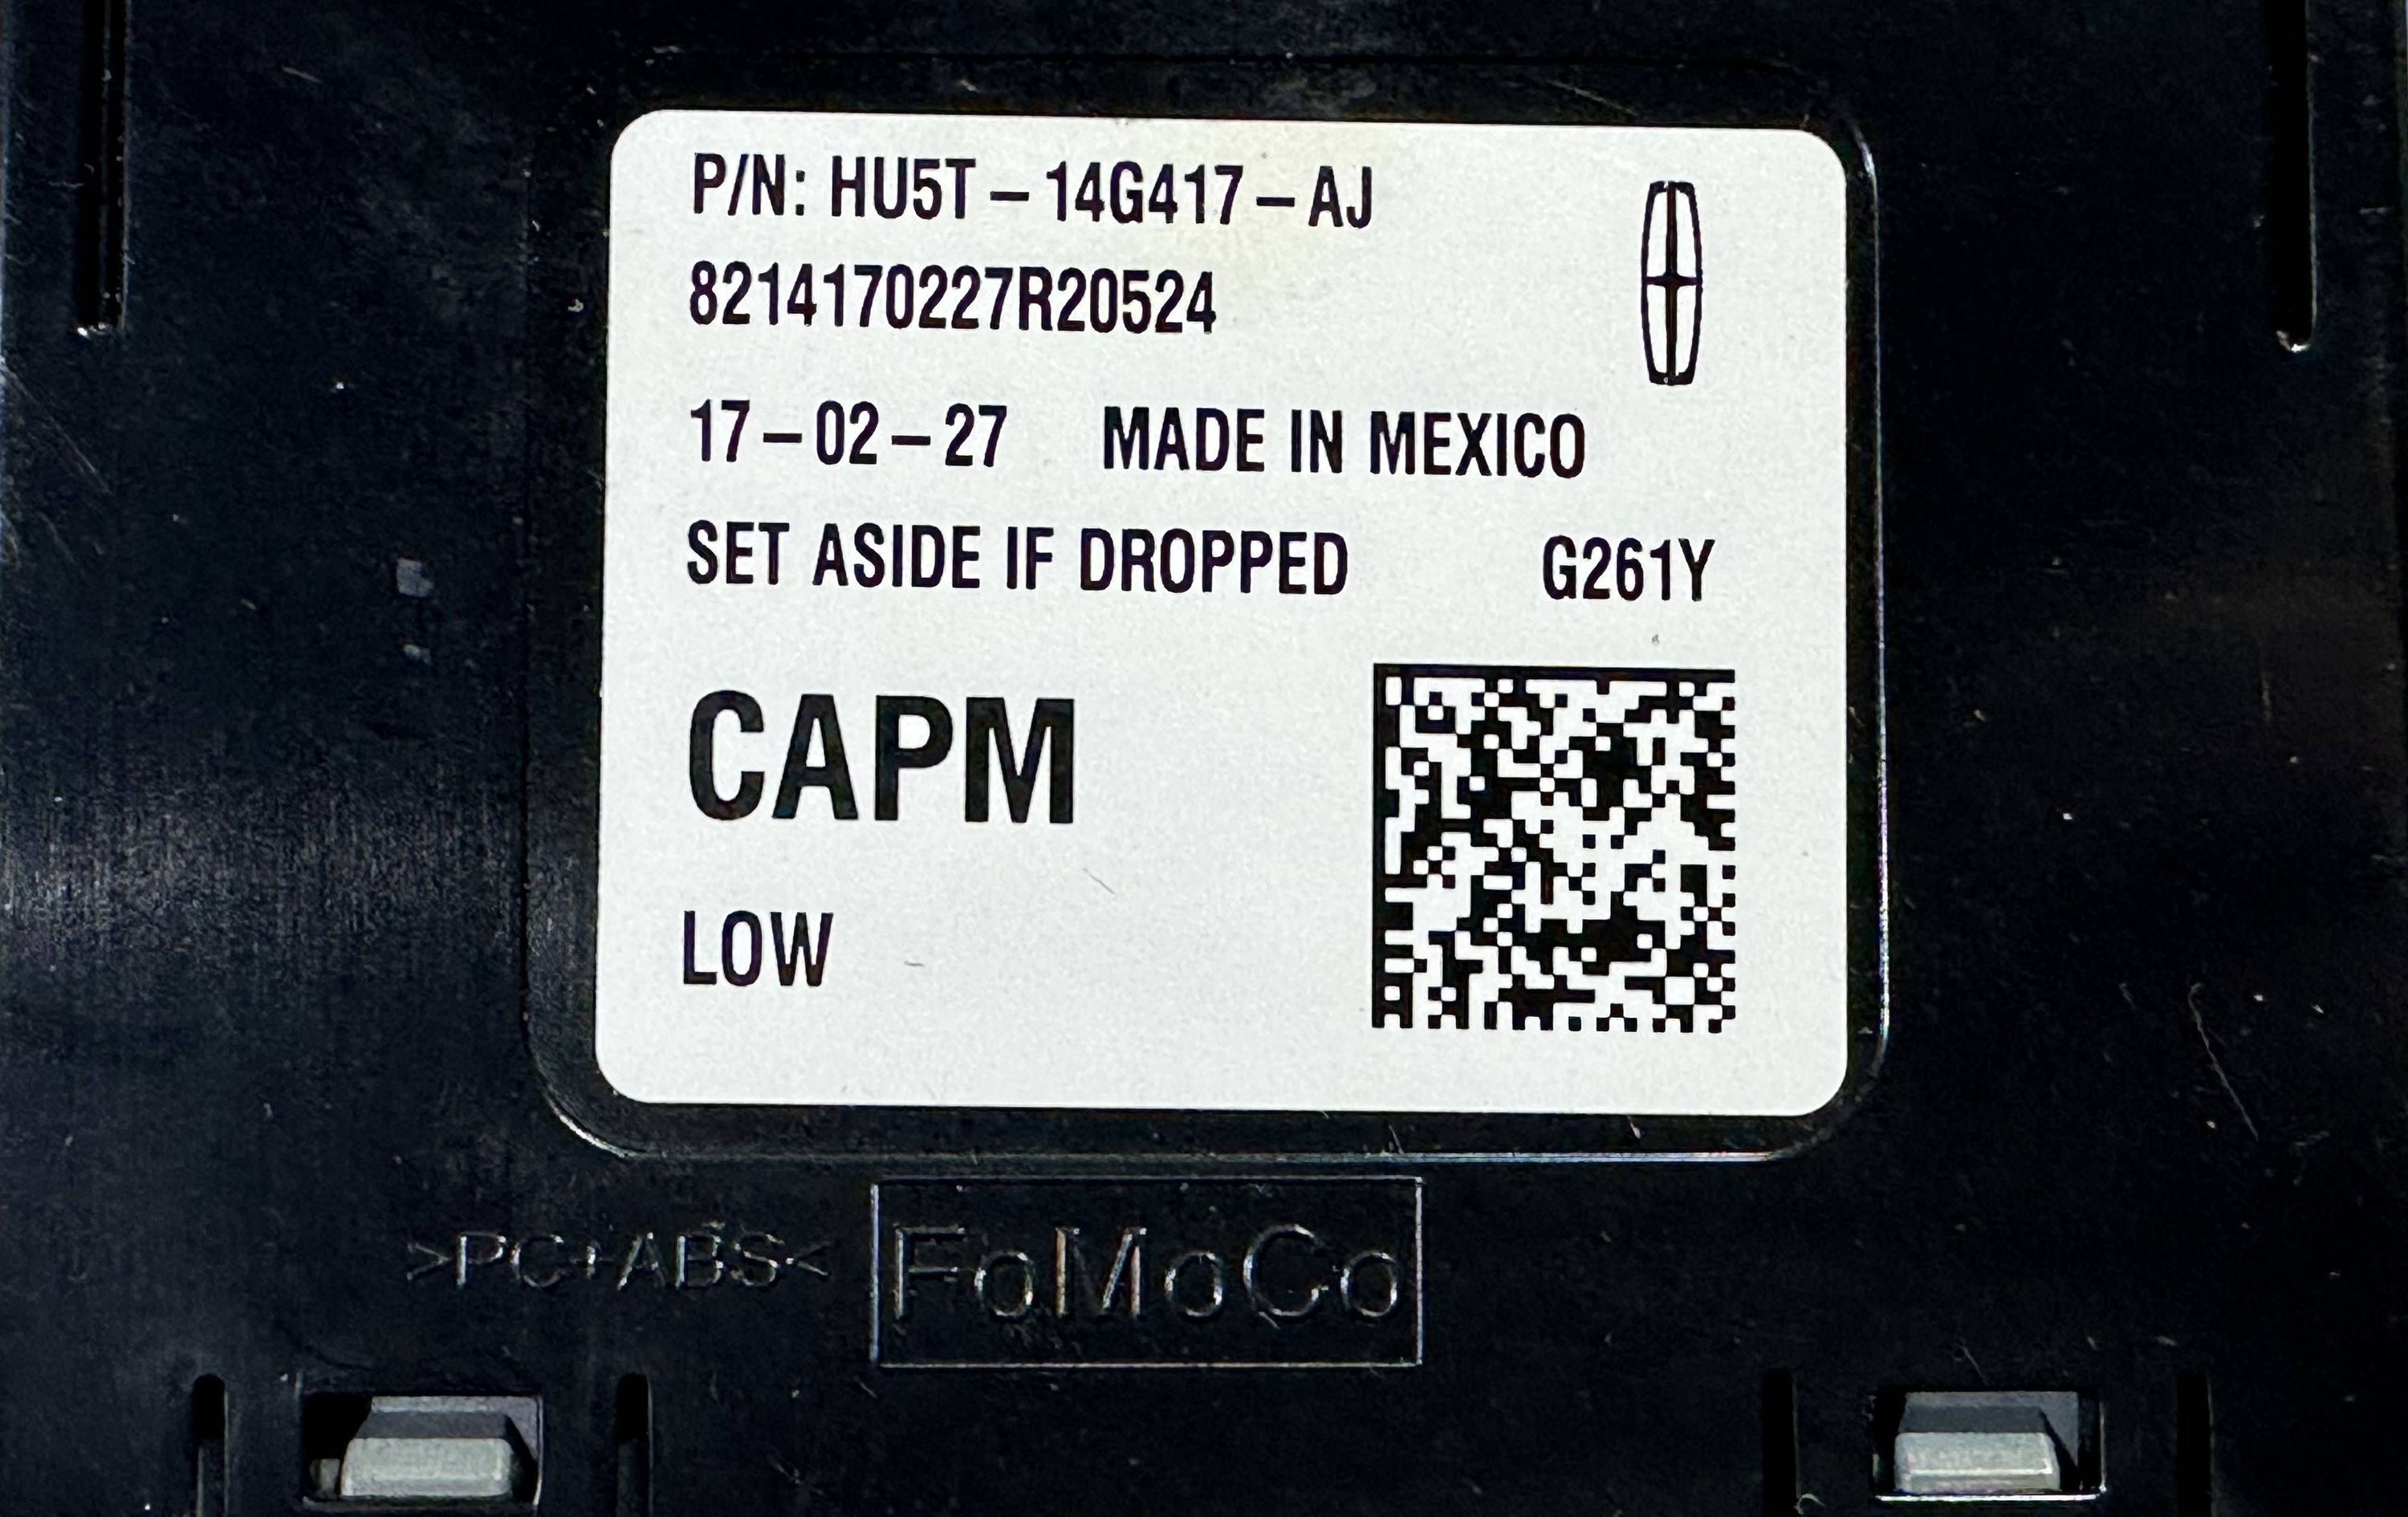 P/N: HU5T – 14G417 – AJ
8214170227R20524
17 – 02 – 27 MADE IN MEXICO
SET ASIDE IF DROPPED G261Y
CAPM
LOW
>PC+ABS<
FoMoCo